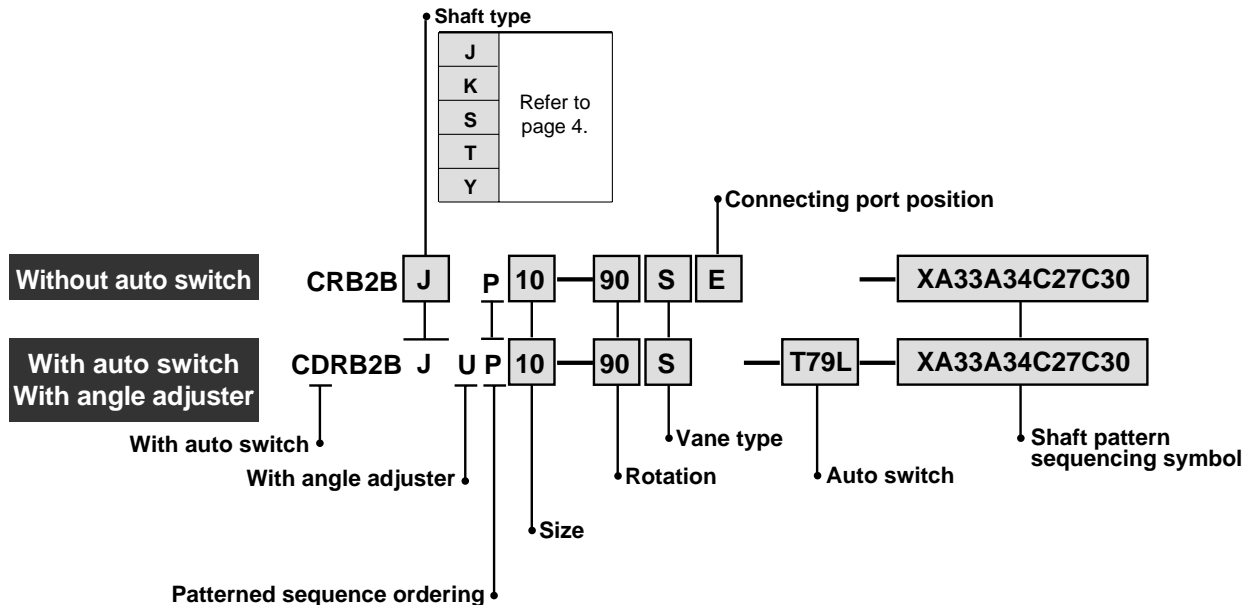 Shaft type
J
K
S
T
Y
Refer to
page 4.
Connecting port position
Without auto switch
CRB2B J P 10 — 90 S E — XA33A34C27C30
With auto switch
With angle adjuster
CDRB2B J U P 10 — 90 S — T79L — XA33A34C27C30
With auto switch
With angle adjuster
Patterned sequence ordering
Size
Rotation
Vane type
Auto switch
Shaft pattern
sequencing symbol